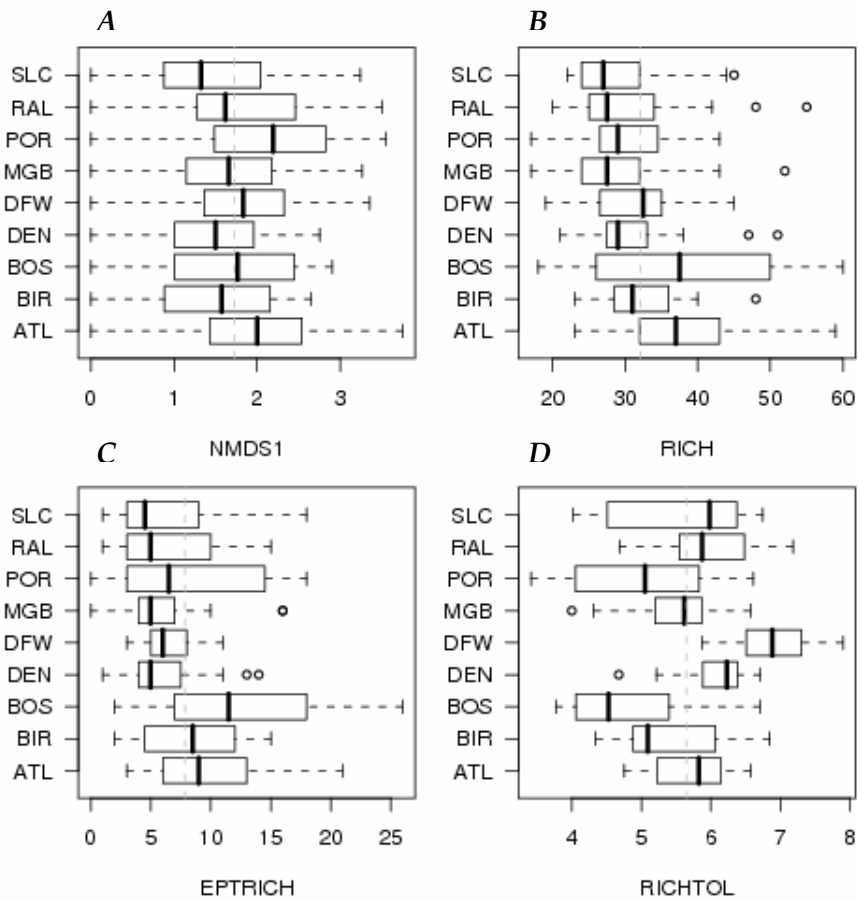 A
SLC
RAL
POR
MGB
DFW
DEN
BOS
BIR
ATL
0 1 2 3
NMDS1
B
SLC
RAL
POR
MGB
DFW
DEN
BOS
BIR
ATL
20 30 40 50 60
RICH
C
SLC
RAL
POR
MGB
DFW
DEN
BOS
BIR
ATL
0 5 10 15 20 25
EPTRICH
D
SLC
RAL
POR
MGB
DFW
DEN
BOS
BIR
ATL
4 5 6 7 8
RICHTOL